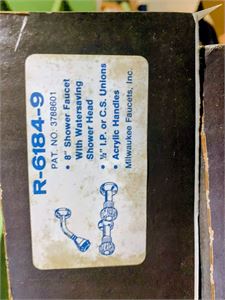 R-6184-9
PAT. NO. 3788601
• 8" Shower Faucet
With Watersaving
Shower Head
• ½" I.P. or C.S. Unions
• Acrylic Handles
Milwaukee Faucets, Inc.